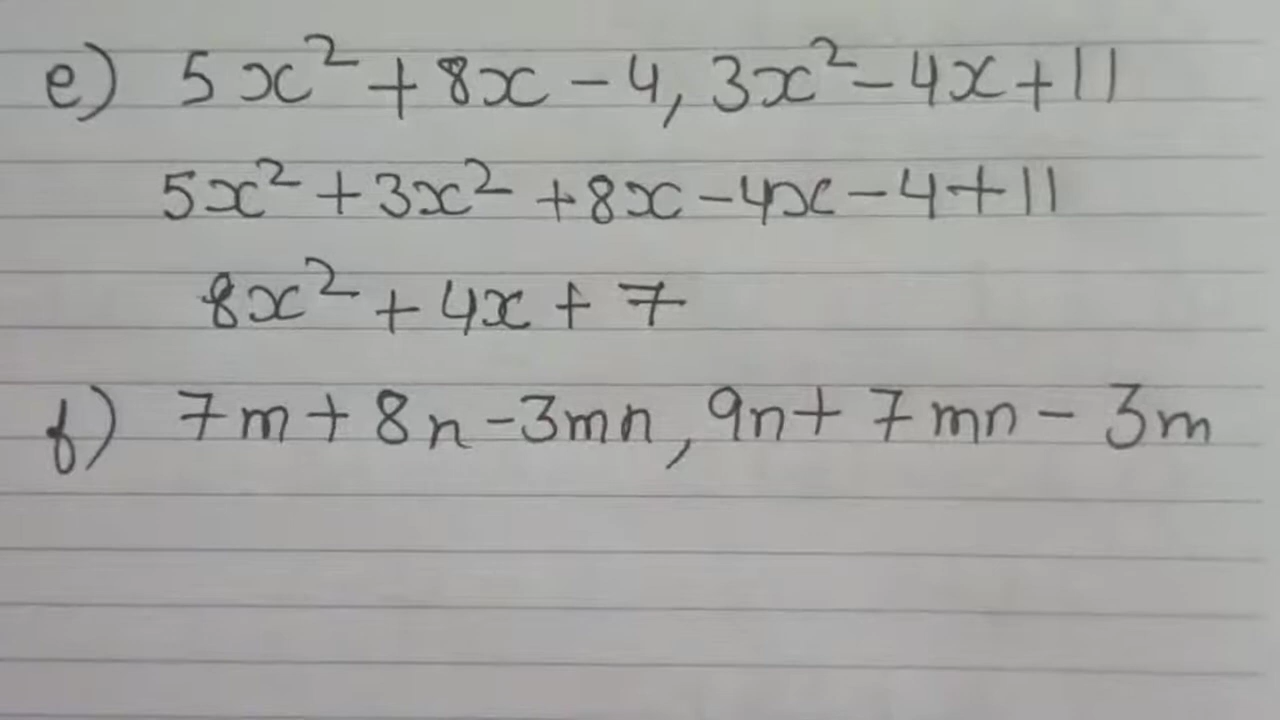 e) 5x² + 8x - 4, 3x² - 4x + 11
5x² + 3x² + 8x - 4x - 4 + 11
8x² + 4x + 7
f) 7m + 8n - 3mn, 9n + 7mn - 3m